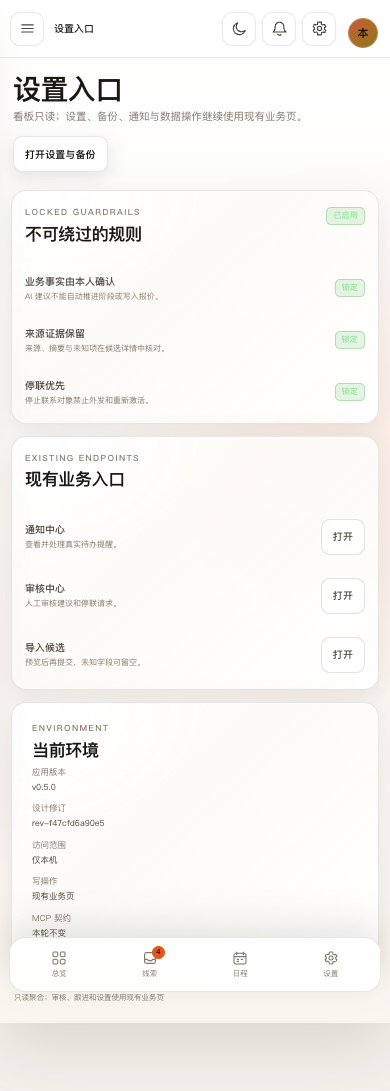 设置入口
本
设置入口
看板只读；设置、备份、通知与数据操作继续使用现有业务页。
打开设置与备份
LOCKED GUARDRAILS
已启用
不可绕过的规则
业务事实由本人确认
AI 建议不能自动推进阶段或写入报价。
锁定
来源证据保留
来源、摘要与未知项在候选详情中核对。
锁定
停联优先
停止联系对象禁止外发和重新激活。
锁定
EXISTING ENDPOINTS
现有业务入口
通知中心
查看并处理真实待办提醒。
打开
审核中心
人工审核建议和停联请求。
打开
导入候选
预览后再提交，未知字段可留空。
打开
ENVIRONMENT
当前环境
应用版本
v0.5.0
设计修订
rev-f47cfd6a90e5
访问范围
仅本机
写操作
现有业务页
MCP 契约
本轮不变
4
总览
线索
日程
设置
只读聚合；审核、跟进和设置使用现有业务页